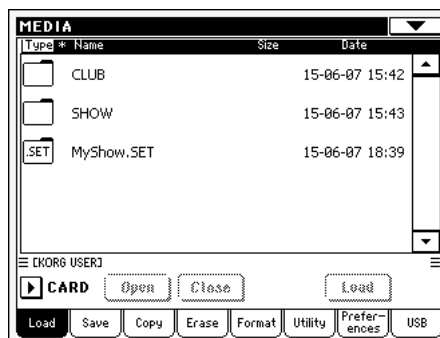 MEDIA
Type * Name Size Date
CLUB 15-06-07 15:42
SHOW 15-06-07 15:43
.SET MyShow.SET 15-06-07 18:39
[KORG USER]
CARD Open Close Load
Load Save Copy Erase Format Utility Prefer-ences USB